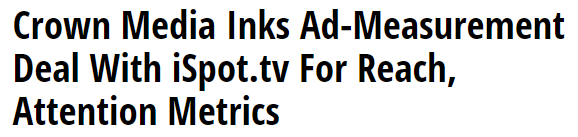 Crown Media Inks Ad-Measurement
Deal With iSpot.tv For Reach,
Attention Metrics